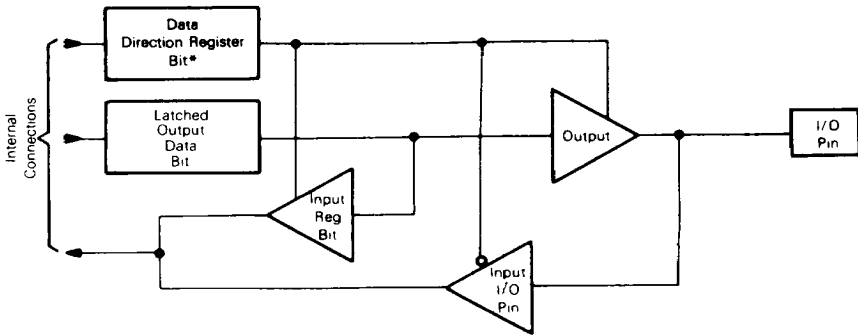 Data
Direction Register
Bit*
Internal
Connections
Latched
Output
Data
Bit
Output
I/O
Pin
Input
Reg
Bit
Input
I/O
Pin